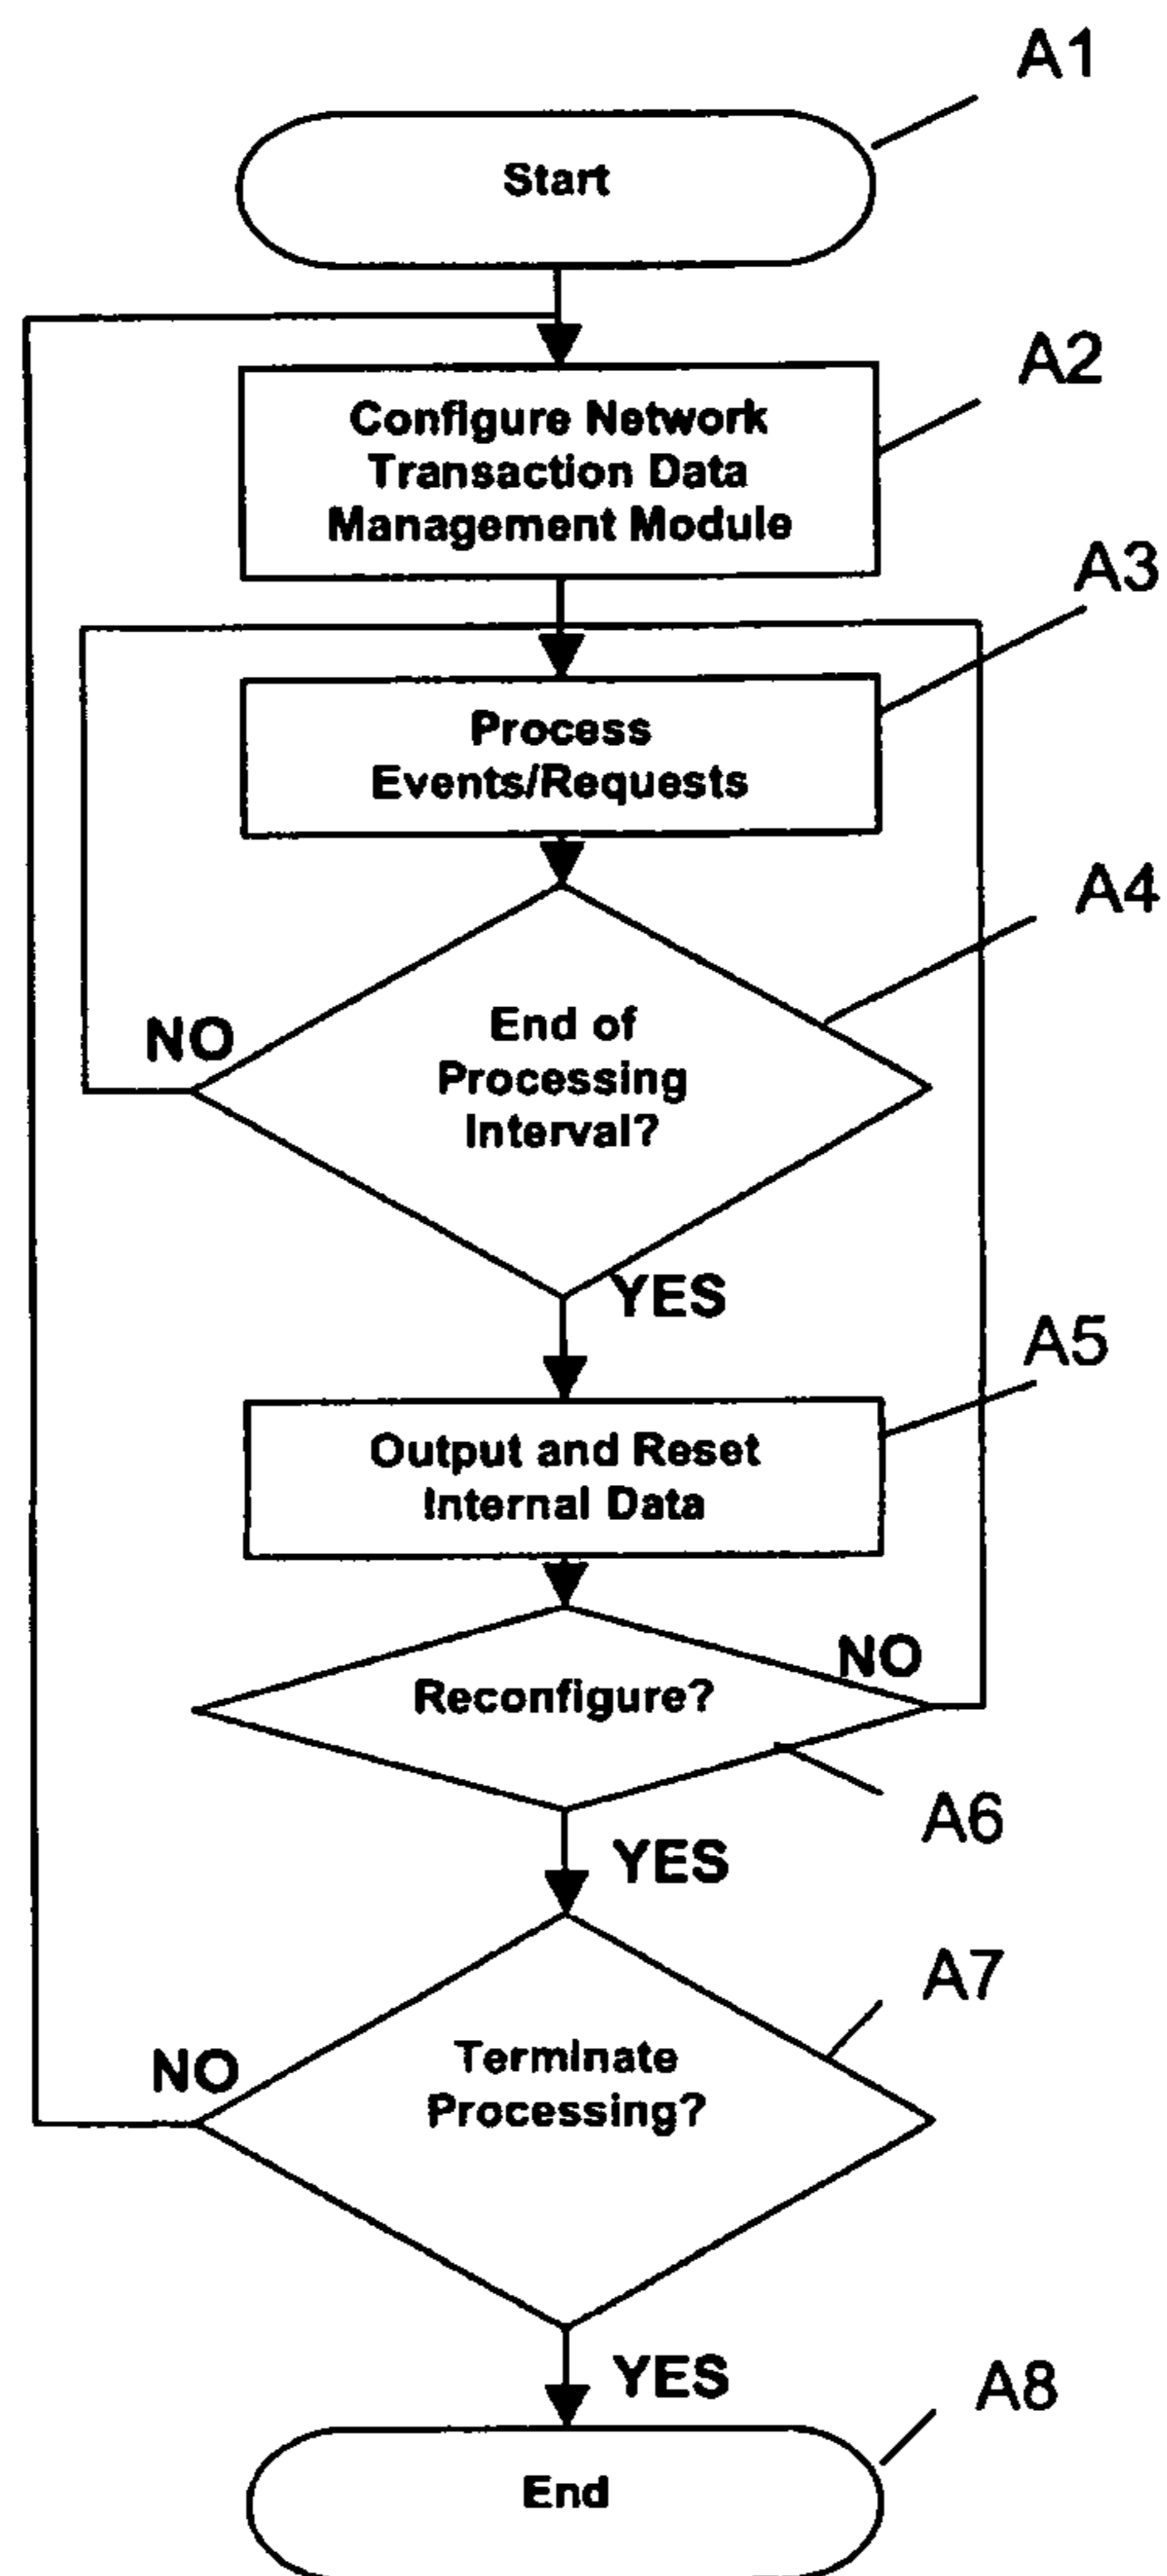 A1
Start
A2
Configure Network
Transaction Data
Management Module
A3
Process
Events/Requests
A4
NO
End of
Processing
Interval?
YES
A5
Output and Reset
Internal Data
NO
Reconfigure?
A6
YES
A7
NO
Terminate
Processing?
YES
A8
End